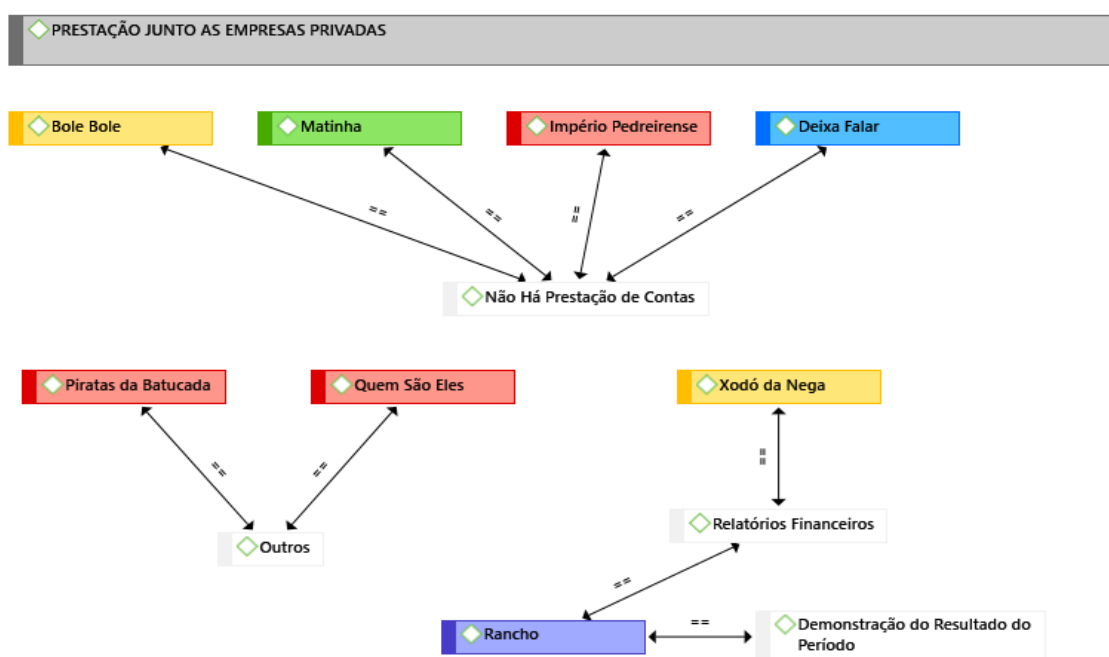 PRESTAÇÃO JUNTO AS EMPRESAS PRIVADAS
Bole Bole
Matinha
Império Pedreirense
Deixa Falar
==
==
==
==
Não Há Prestação de Contas
Piratas da Batucada
Quem São Eles
Xodó da Nega
==
==
==
Relatórios Financeiros
Outros
==
Rancho
==
Demonstração do Resultado do
Período